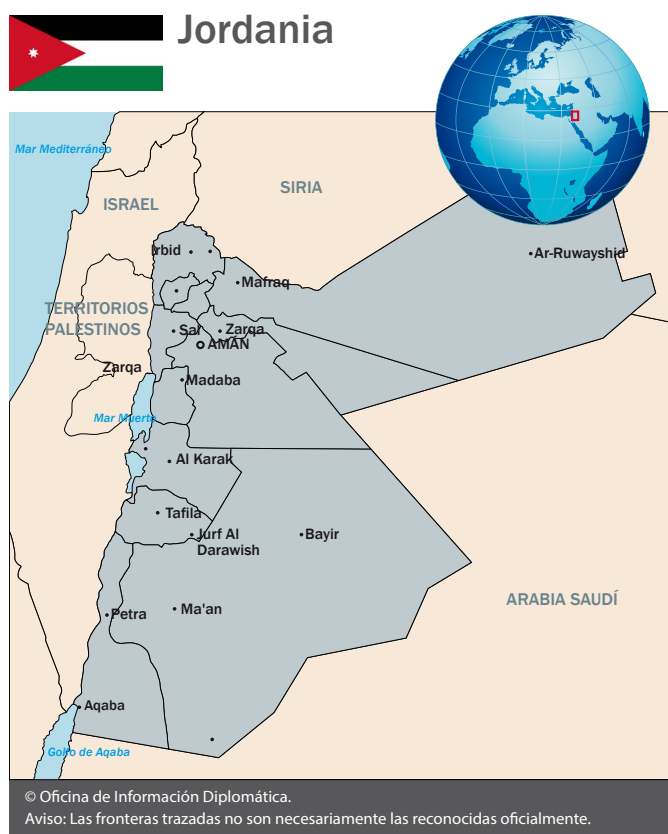 Jordania
Mar Mediterráneo
SIRIA
ISRAEL
Irbid
Ar-Ruwayshid
Mafraq
TERRITORIOS
PALESTINOS
Sal
Zarqa
AMÁN
Zarqa
Madaba
Mar Muerto
Al Karak
Tafila
Jurf Al
Darawish
Bayir
ARABIA SAUDÍ
Petra
Ma'an
Aqaba
Golfo de Aqaba
© Oficina de Información Diplomática.
Aviso: Las fronteras trazadas no son necesariamente las reconocidas oficialmente.